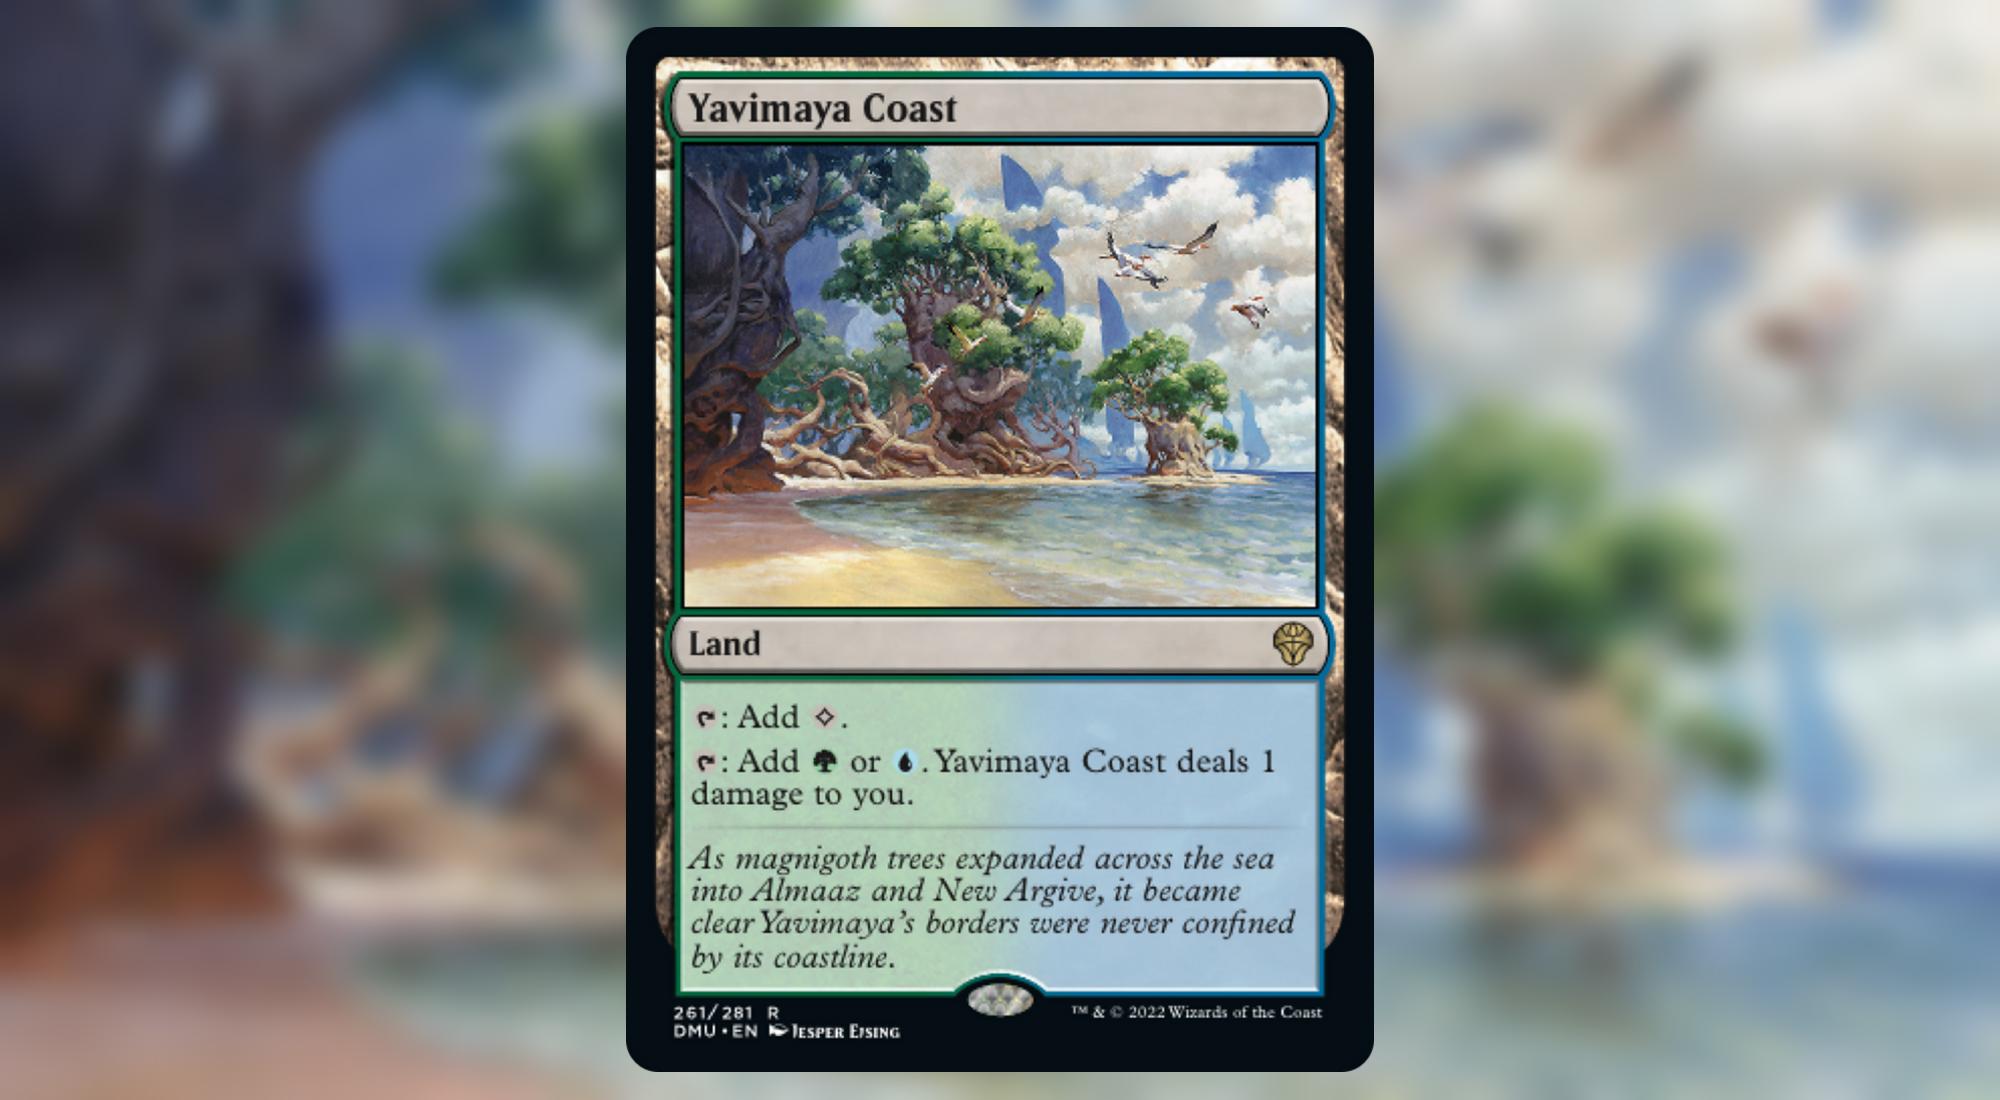 Yavimaya Coast
Land
: Add .
: Add or . Yavimaya Coast deals 1
damage to you.
As magnigoth trees expanded across the sea
into Almaaz and New Argive, it became
clear Yavimaya's borders were never confined
by its coastline.
261/281 R
DMU • EN JESPER EJSING
™ & © 2022 Wizards of the Coast